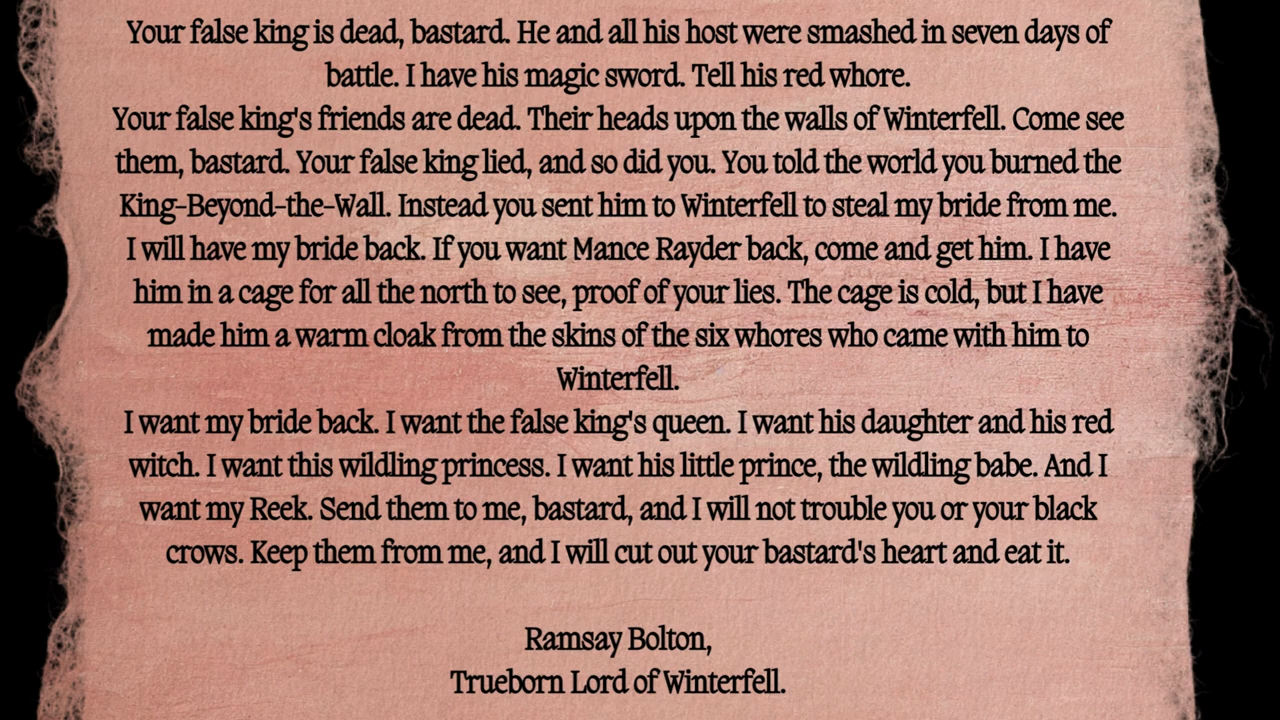 Your false king is dead, bastard. He and all his host were smashed in seven days of
battle. I have his magic sword. Tell his red whore.
Your false king's friends are dead. Their heads upon the walls of Winterfell. Come see
them, bastard. Your false king lied, and so did you. You told the world you burned the
King-Beyond-the-Wall. Instead you sent him to Winterfell to steal my bride from me.
I will have my bride back. If you want Mance Rayder back, come and get him. I have
him in a cage for all the north to see, proof of your lies. The cage is cold, but I have
made him a warm cloak from the skins of the six whores who came with him to
Winterfell.
I want my bride back. I want the false king's queen. I want his daughter and his red
witch. I want this wildling princess. I want his little prince, the wildling babe. And I
want my Reek. Send them to me, bastard, and I will not trouble you or your black
crows. Keep them from me, and I will cut out your bastard's heart and eat it.
Ramsay Bolton,
Trueborn Lord of Winterfell.